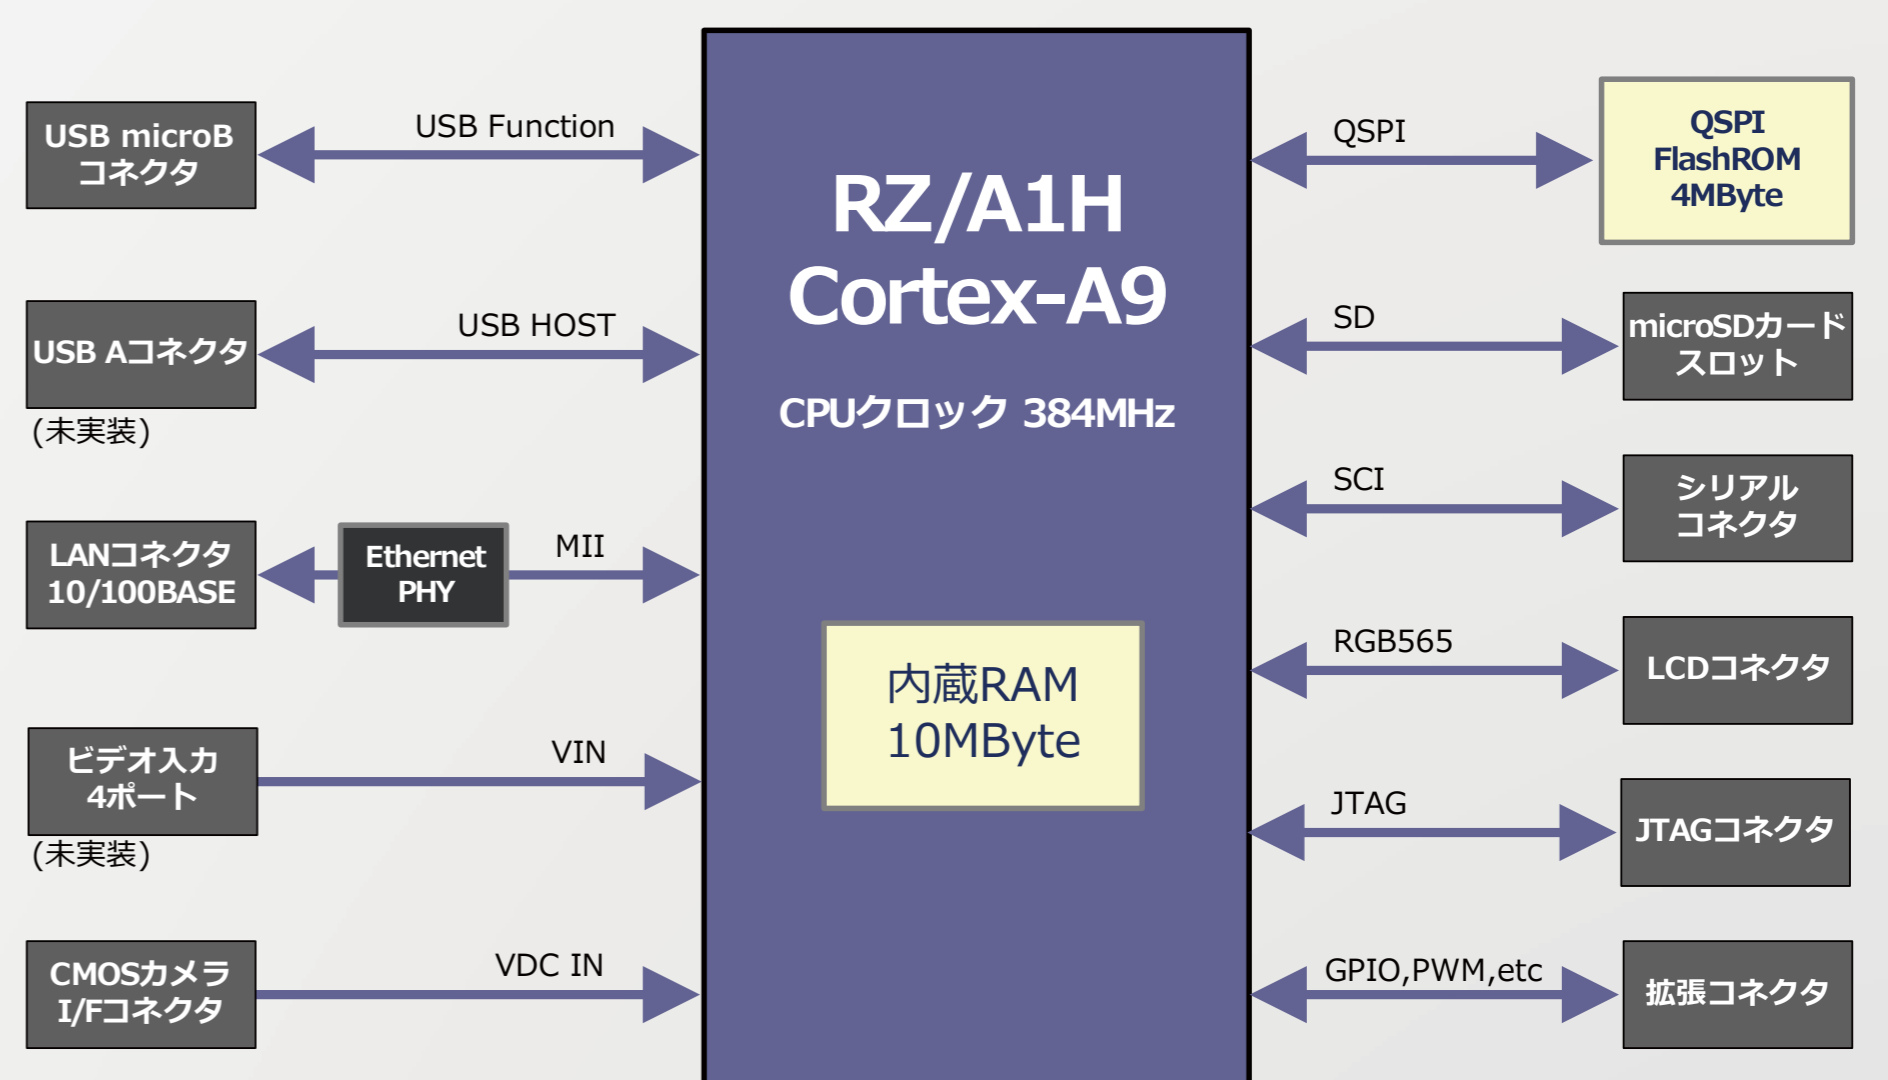 USB microB
コネクタ
USB Function
USB Aコネクタ
(未実装)
USB HOST
LANコネクタ
10/100BASE
Ethernet
PHY
MII
ビデオ入力
4ポート
(未実装)
VIN
CMOSカメラ
I/Fコネクタ
VDC IN
RZ/A1H
Cortex-A9
CPUクロック 384MHz
内蔵RAM
10MByte
QSPI
QSPI
FlashROM
4MByte
SD
microSDカード
スロット
SCI
シリアル
コネクタ
RGB565
LCDコネクタ
JTAG
JTAGコネクタ
GPIO,PWM,etc
拡張コネクタ